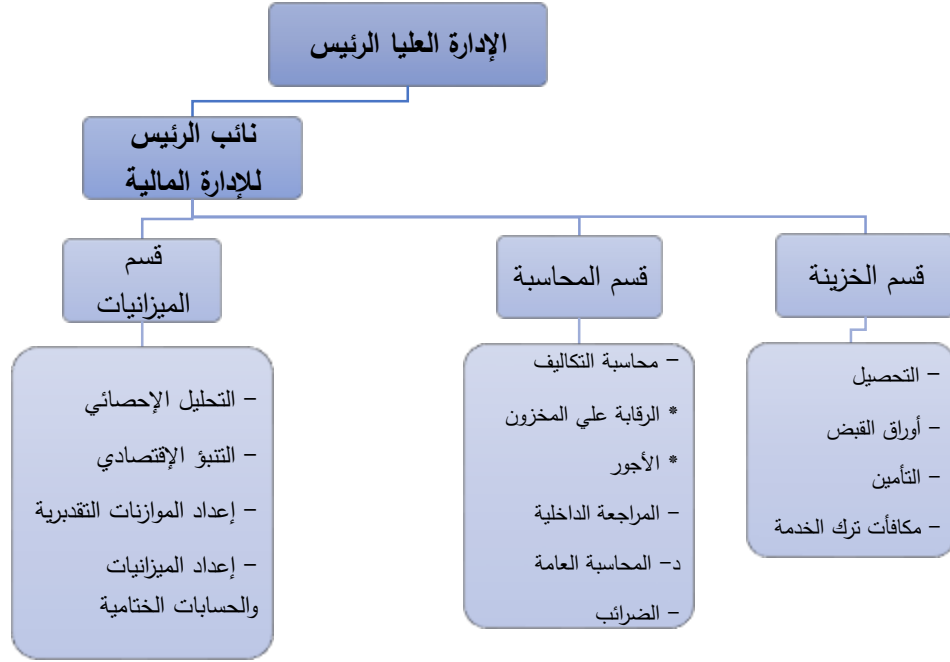 الإدارة العليا الرئيس
نائب الرئيس
للإدارة المالية
قسم الخزينة
قسم المحاسبة
قسم
الميزانيات
– التحصيل
– أوراق القبض
– التأمين
– مكافأت ترك الخدمة
– محاسبة التكاليف
* الرقابة علي المخزون
* الأجور
– المراجعة الداخلية
د– المحاسبة العامة
– الضرائب
– التحليل الإحصائي
– التنبؤ الإقتصادي
– إعداد الموازنات التقدبرية
– إعداد الميزانيات
والحسابات الختامية